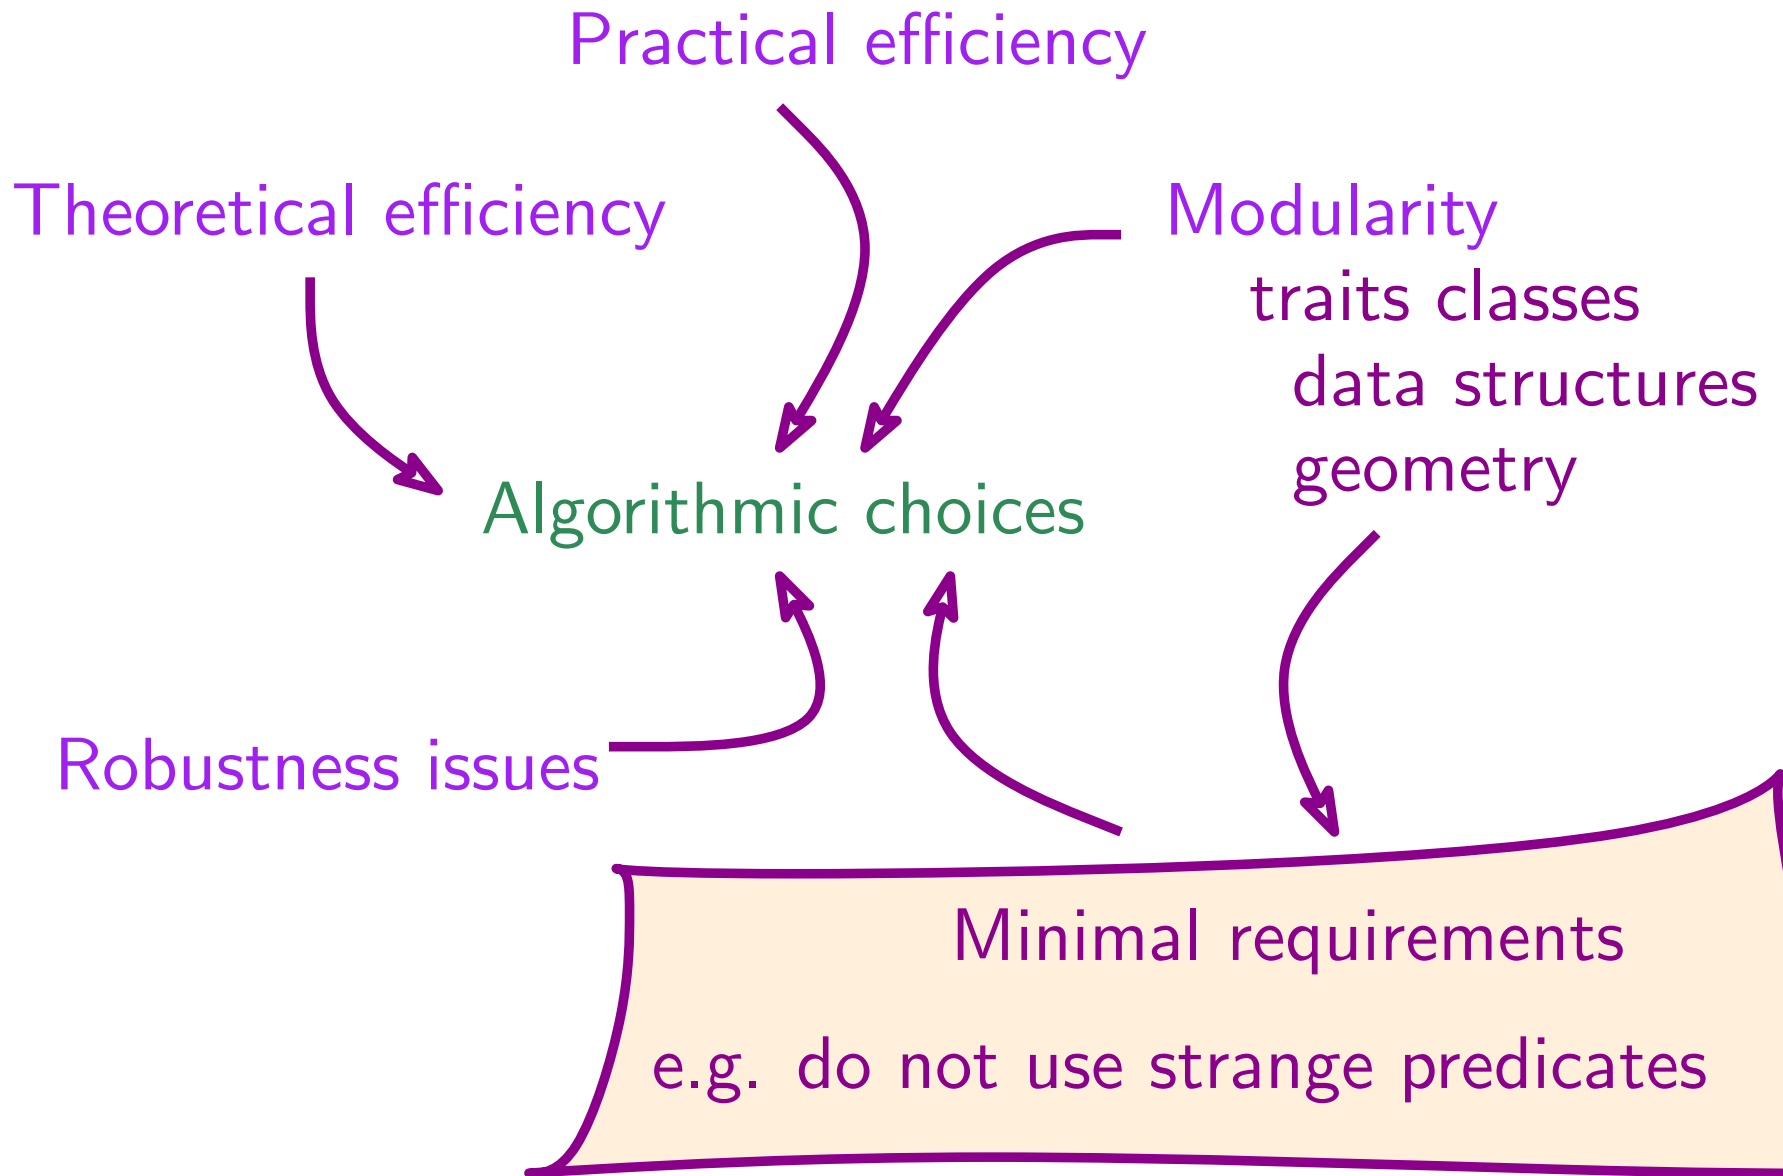 Practical efficiency
Theoretical efficiency
Modularity
traits classes
data structures
geometry
Algorithmic choices
Robustness issues
Minimal requirements
e.g. do not use strange predicates